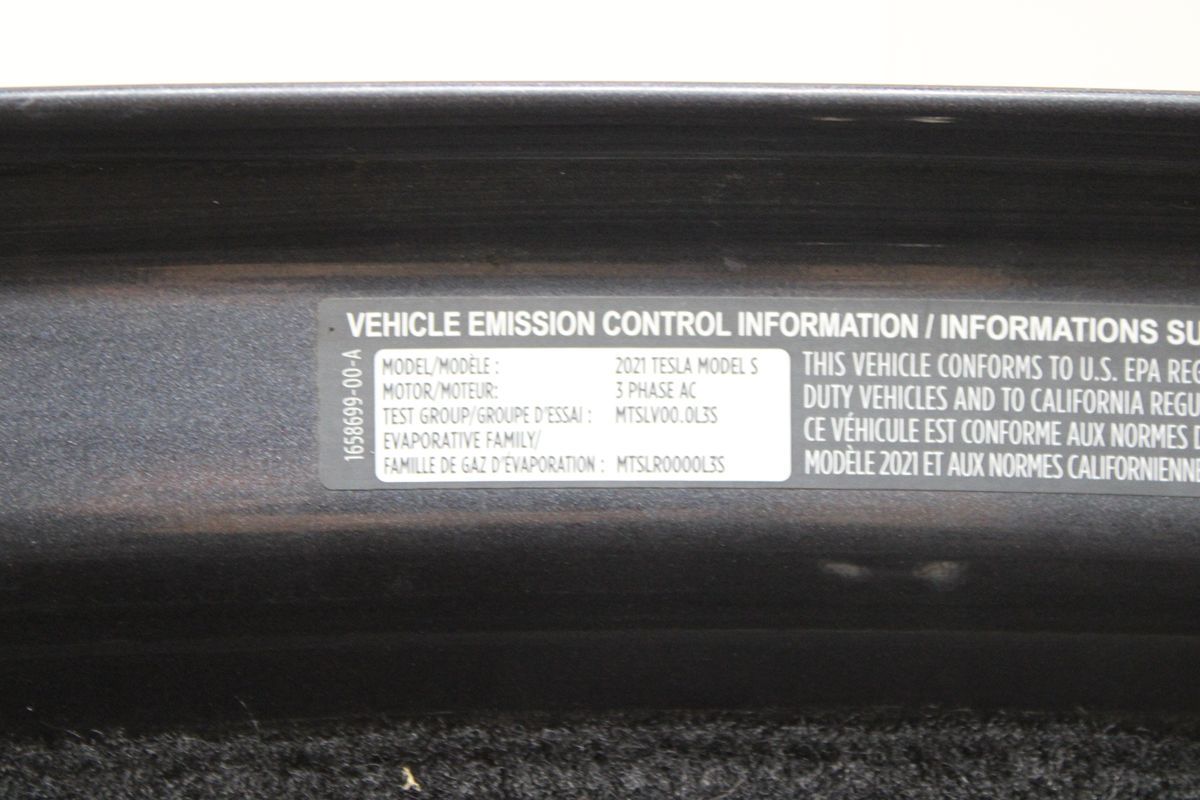 VEHICLE EMISSION CONTROL INFORMATION / INFORMATIONS SU
1658699-00-A
MODEL/MODÈLE : 2021 TESLA MODEL S
MOTOR/MOTEUR: 3 PHASE AC
TEST GROUP/GROUPE D'ESSAI : MTSLV00.0L3S
EVAPORATIVE FAMILY/
FAMILLE DE GAZ D'ÉVAPORATION : MTSLR0000L3S
THIS VEHICLE CONFORMS TO U.S. EPA REG
DUTY VEHICLES AND TO CALIFORNIA REGU
CE VÉHICULE EST CONFORME AUX NORMES D
MODÈLE 2021 ET AUX NORMES CALIFORNIENNE